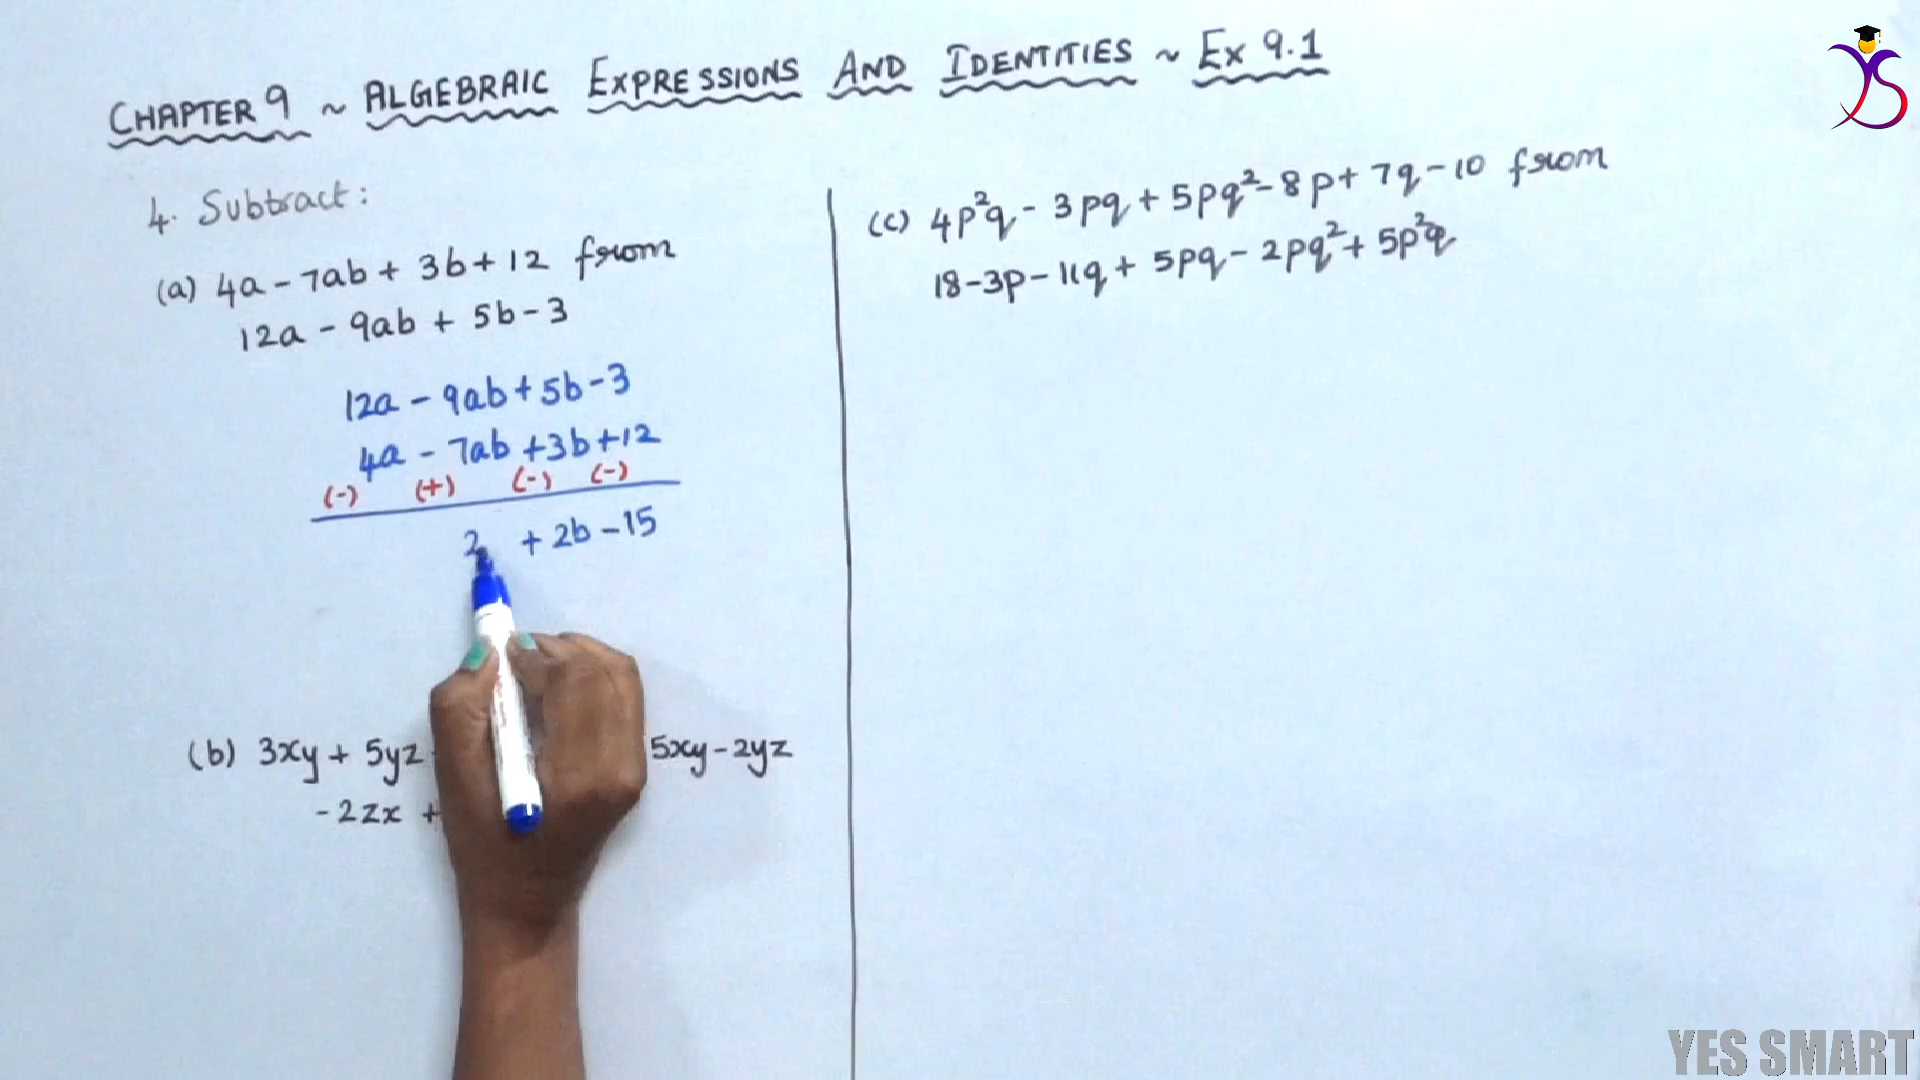 CHAPTER 9 ~ ALGEBRAIC EXPRESSIONS AND IDENTITIES ~ EX 9.1
4. Subtract:
(a) 4a - 7ab + 3b + 12 from
12a - 9ab + 5b - 3
12a - 9ab + 5b - 3
4a - 7ab + 3b + 12
(-) (+) (-) (-)
2 + 2b - 15
(b) 3xy + 5yz 5xy - 2yz
- 2zx +
(c) 4p²q - 3pq + 5pq² - 8p + 7q - 10 from
18 - 3p - 11q + 5pq - 2pq² + 5p²q
YS
YES SMART